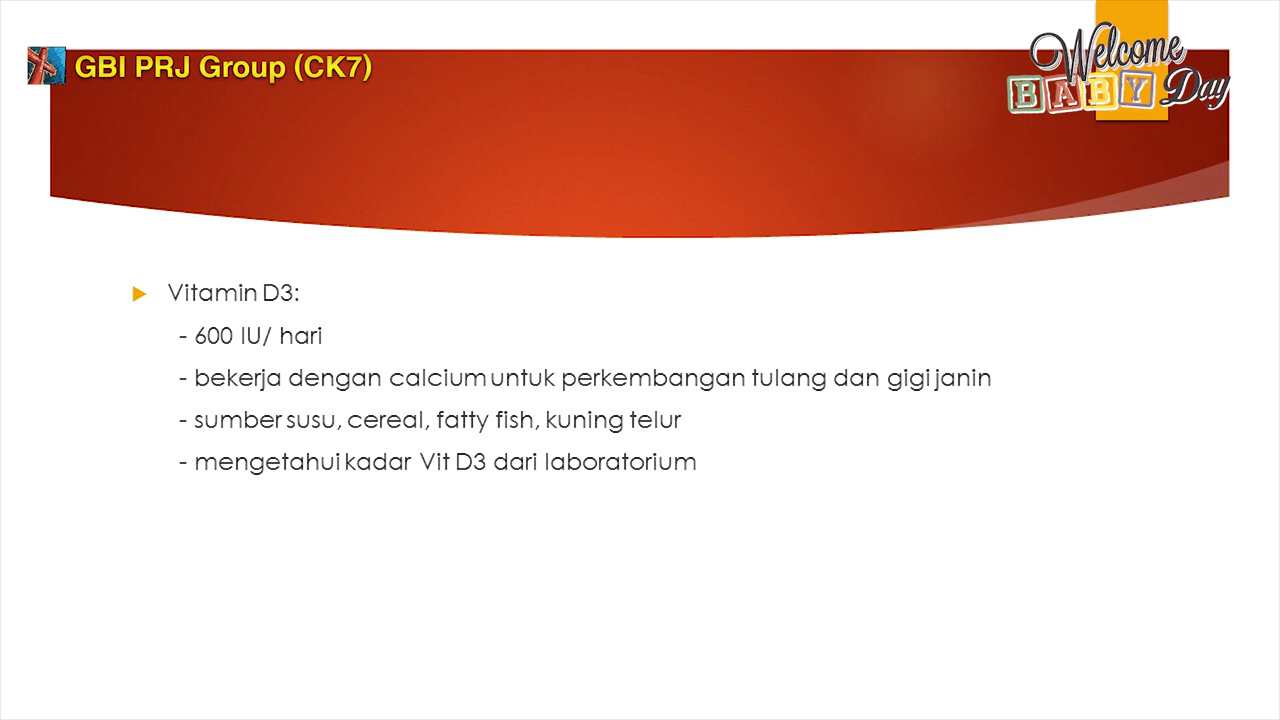 GBI PRJ Group (CK7)
Welcome
BABY Day
Vitamin D3:
- 600 IU/ hari
- bekerja dengan calcium untuk perkembangan tulang dan gigi janin
- sumber susu, cereal, fatty fish, kuning telur
- mengetahui kadar Vit D3 dari laboratorium